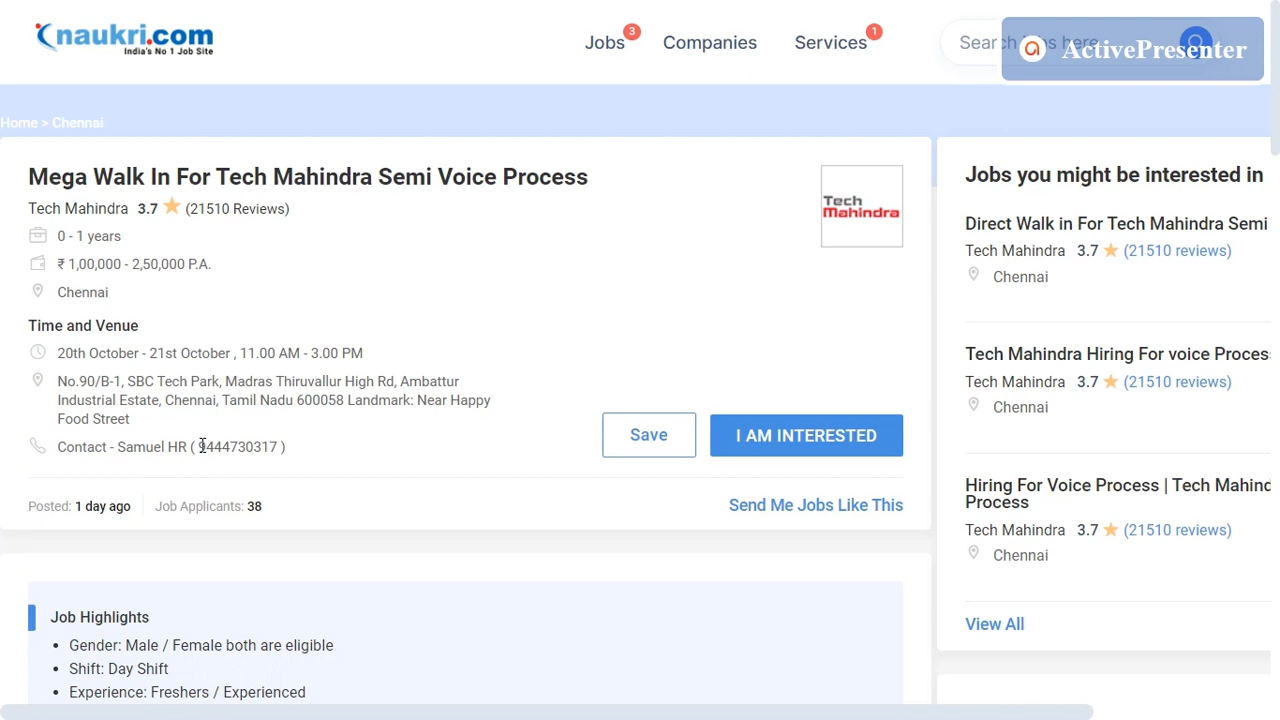 naukri.com
India's No 1 Job Site
Jobs 3
Companies
Services 1
Search jobs here
ActivePresenter
Home > Chennai
Mega Walk In For Tech Mahindra Semi Voice Process
Tech Mahindra 3.7 ★ (21510 Reviews)
0 - 1 years
₹ 1,00,000 - 2,50,000 P.A.
Chennai
Tech
Mahindra
Time and Venue
20th October - 21st October , 11.00 AM - 3.00 PM
No.90/B-1, SBC Tech Park, Madras Thiruvallur High Rd, Ambattur
Industrial Estate, Chennai, Tamil Nadu 600058 Landmark: Near Happy
Food Street
Contact - Samuel HR ( 9444730317 )
Save
I AM INTERESTED
Posted: 1 day ago
Job Applicants: 38
Send Me Jobs Like This
Job Highlights
• Gender: Male / Female both are eligible
• Shift: Day Shift
• Experience: Freshers / Experienced
Jobs you might be interested in
Direct Walk in For Tech Mahindra Semi
Tech Mahindra 3.7 ★ (21510 reviews)
Chennai
Tech Mahindra Hiring For voice Proces
Tech Mahindra 3.7 ★ (21510 reviews)
Chennai
Hiring For Voice Process | Tech Mahind
Process
Tech Mahindra 3.7 ★ (21510 reviews)
Chennai
View All